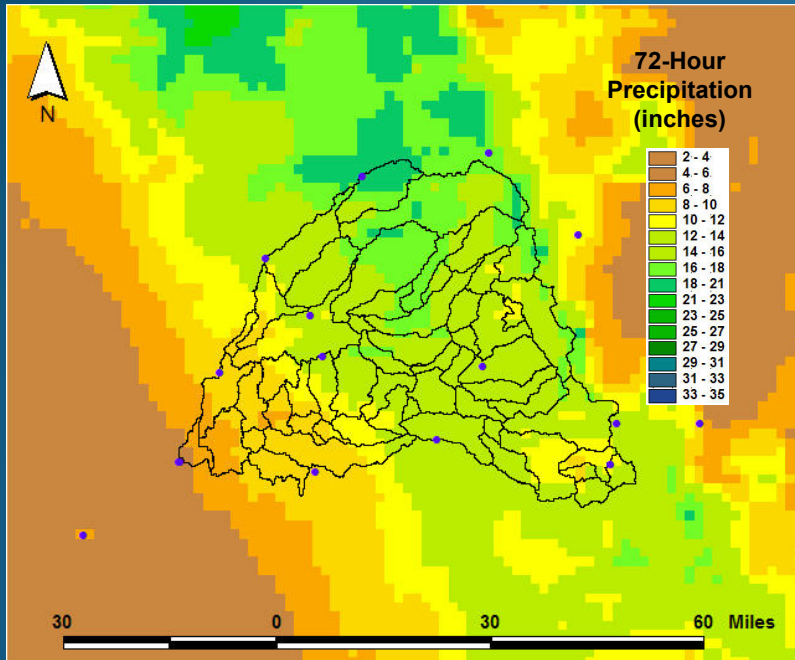 72-Hour
Precipitation
(inches)
N
2 - 4
4 - 6
6 - 8
8 - 10
10 - 12
12 - 14
14 - 16
16 - 18
18 - 21
21 - 23
23 - 25
25 - 27
27 - 29
29 - 31
31 - 33
33 - 35
30 0 30 60 Miles